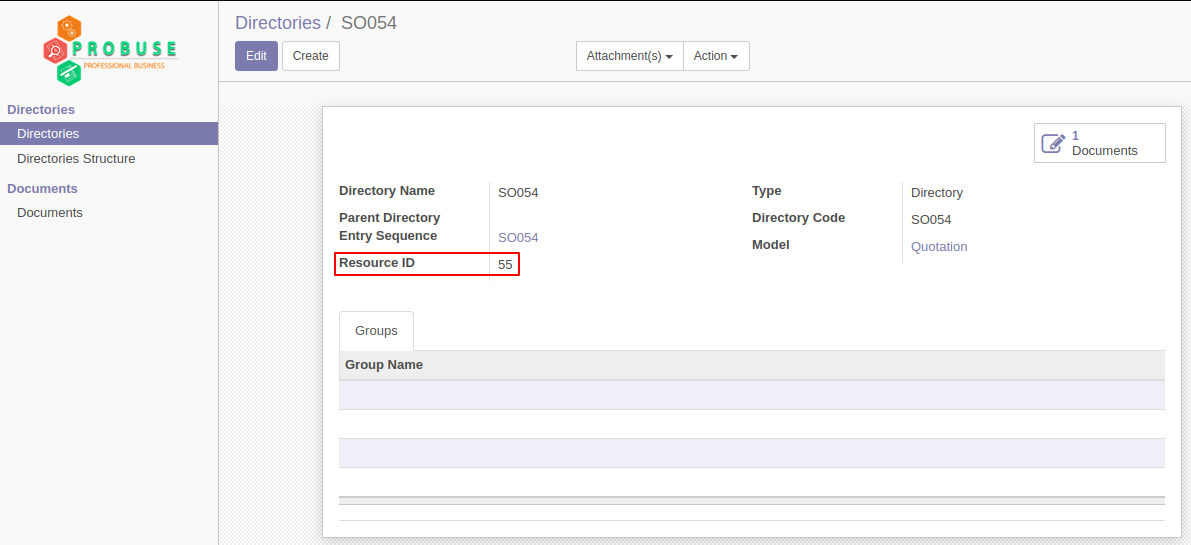 PROBUSE
PROFESSIONAL BUSINESS
Directories
Directories
Directories Structure
Documents
Documents
Directories / SO054
Edit Create Attachment(s) Action
1
Documents
Directory Name SO054
Parent Directory
Entry Sequence SO054
Resource ID 55
Type Directory
Directory Code SO054
Model Quotation
Groups
Group Name